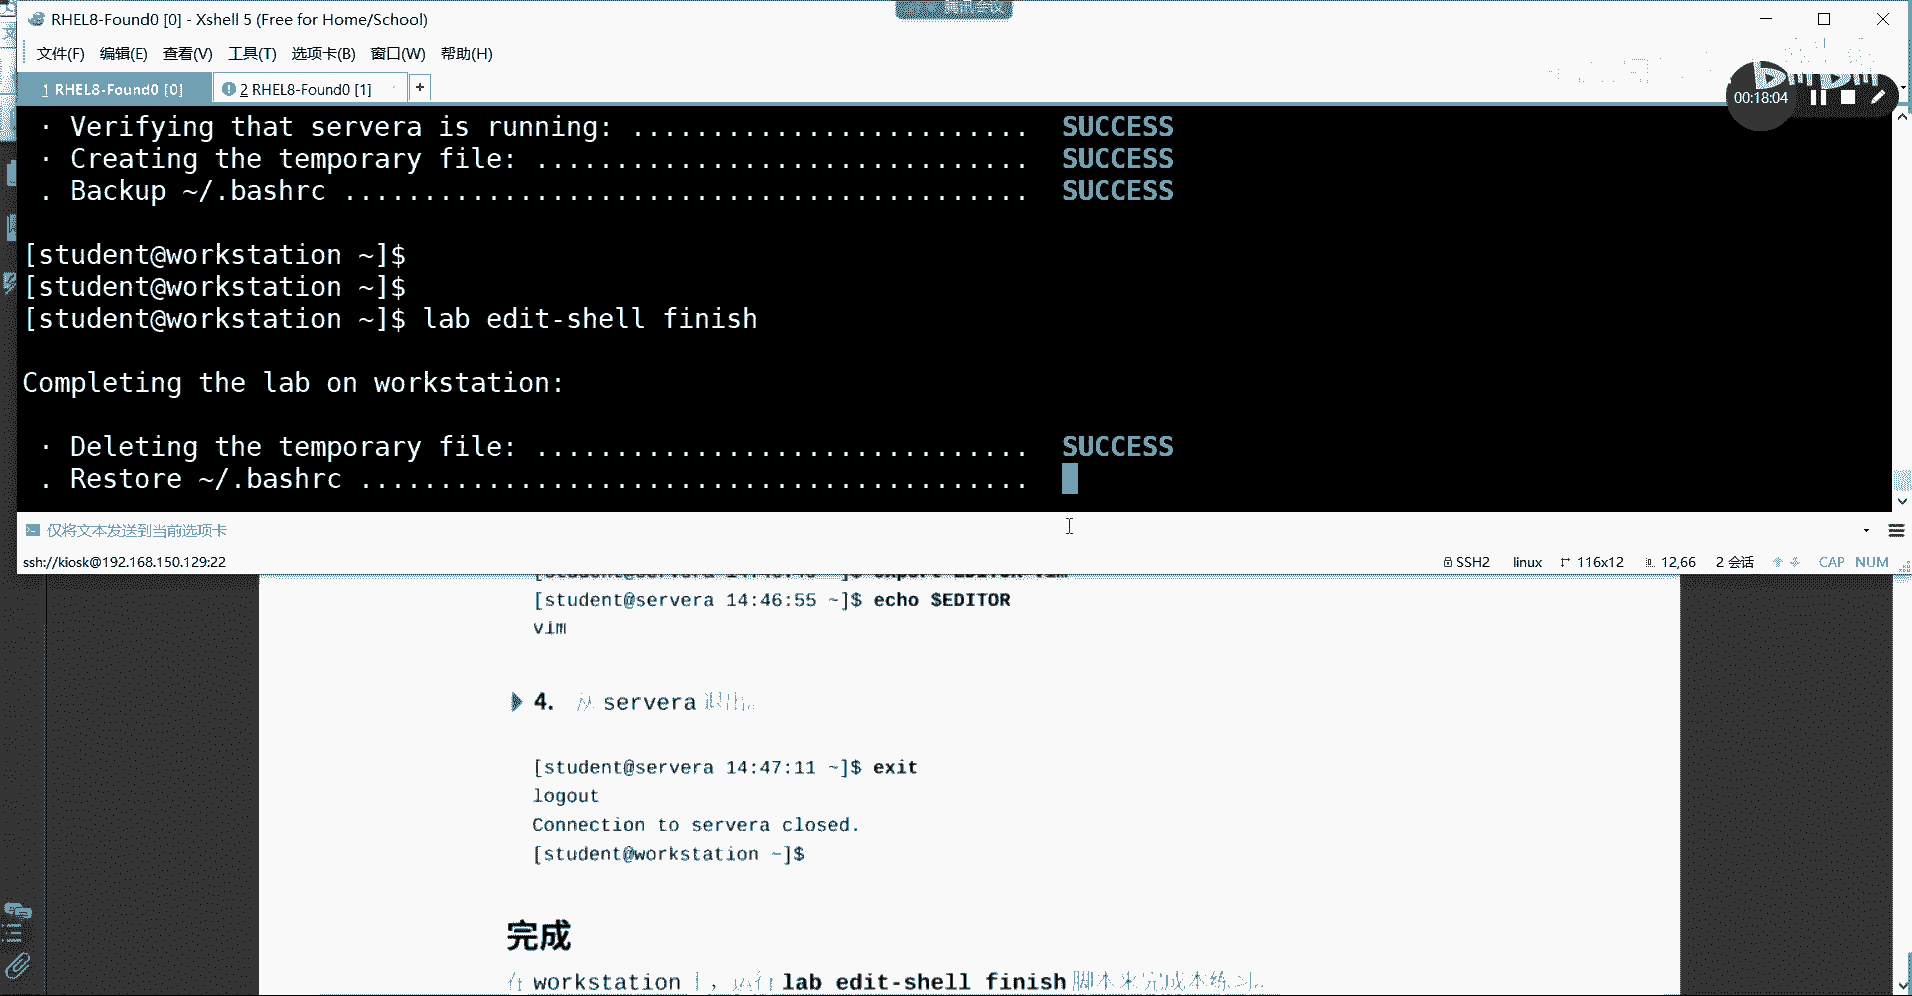 腾讯会议
RHEL8-Found0 [0] - Xshell 5 (Free for Home/School)
文件(F) 编辑(E) 查看(V) 工具(T) 选项卡(B) 窗口(W) 帮助(H)
1 RHEL8-Found0 [0] 2 RHEL8-Found0 [1] +
00:18:04
· Verifying that servera is running: ......................... SUCCESS
· Creating the temporary file: ............................... SUCCESS
. Backup ~/.bashrc ........................................... SUCCESS
[student@workstation ~]$
[student@workstation ~]$
[student@workstation ~]$ lab edit-shell finish
Completing the lab on workstation:
· Deleting the temporary file: ............................... SUCCESS
. Restore ~/.bashrc ..........................................
仅将文本发送到当前选项卡
ssh://kiosk@192.168.150.129:22 SSH2 linux 116x12 12,66 2 会话 CAP NUM
[student@servera 14:46:55 ~]$ echo $EDITOR
vim
4. 从 servera 退出。
[student@servera 14:47:11 ~]$ exit
logout
Connection to servera closed.
[student@workstation ~]$
完成
在 workstation 上，运行 lab edit-shell finish 脚本来完成本练习。